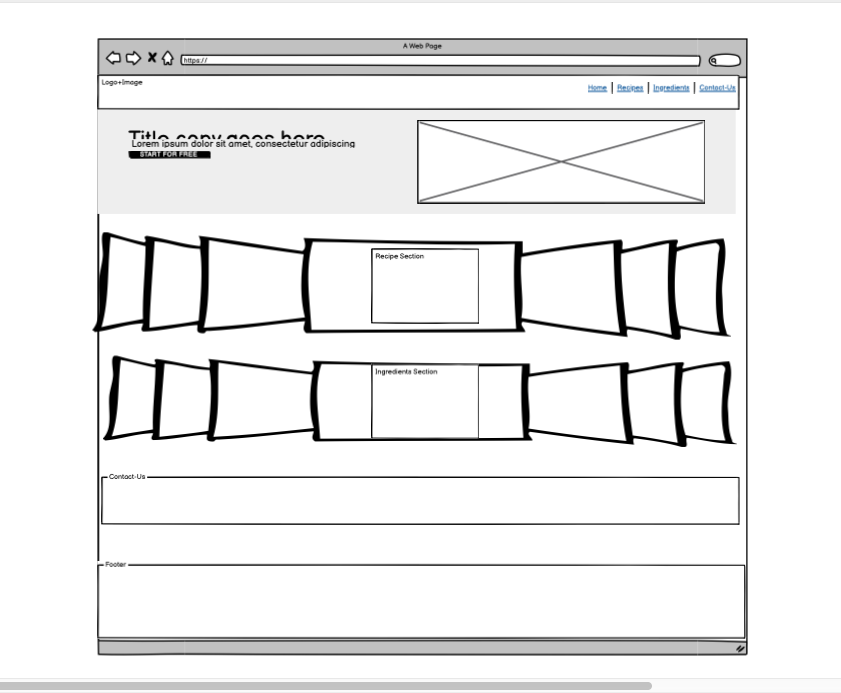 A Web Page
https://
Logo+Image
Home | Recipes | Ingredients | Contact-Us
Title copy goes here
Lorem ipsum dolor sit amet, consectetur adipiscing
START FOR FREE
Recipe Section
Ingredients Section
Contact-Us
Footer